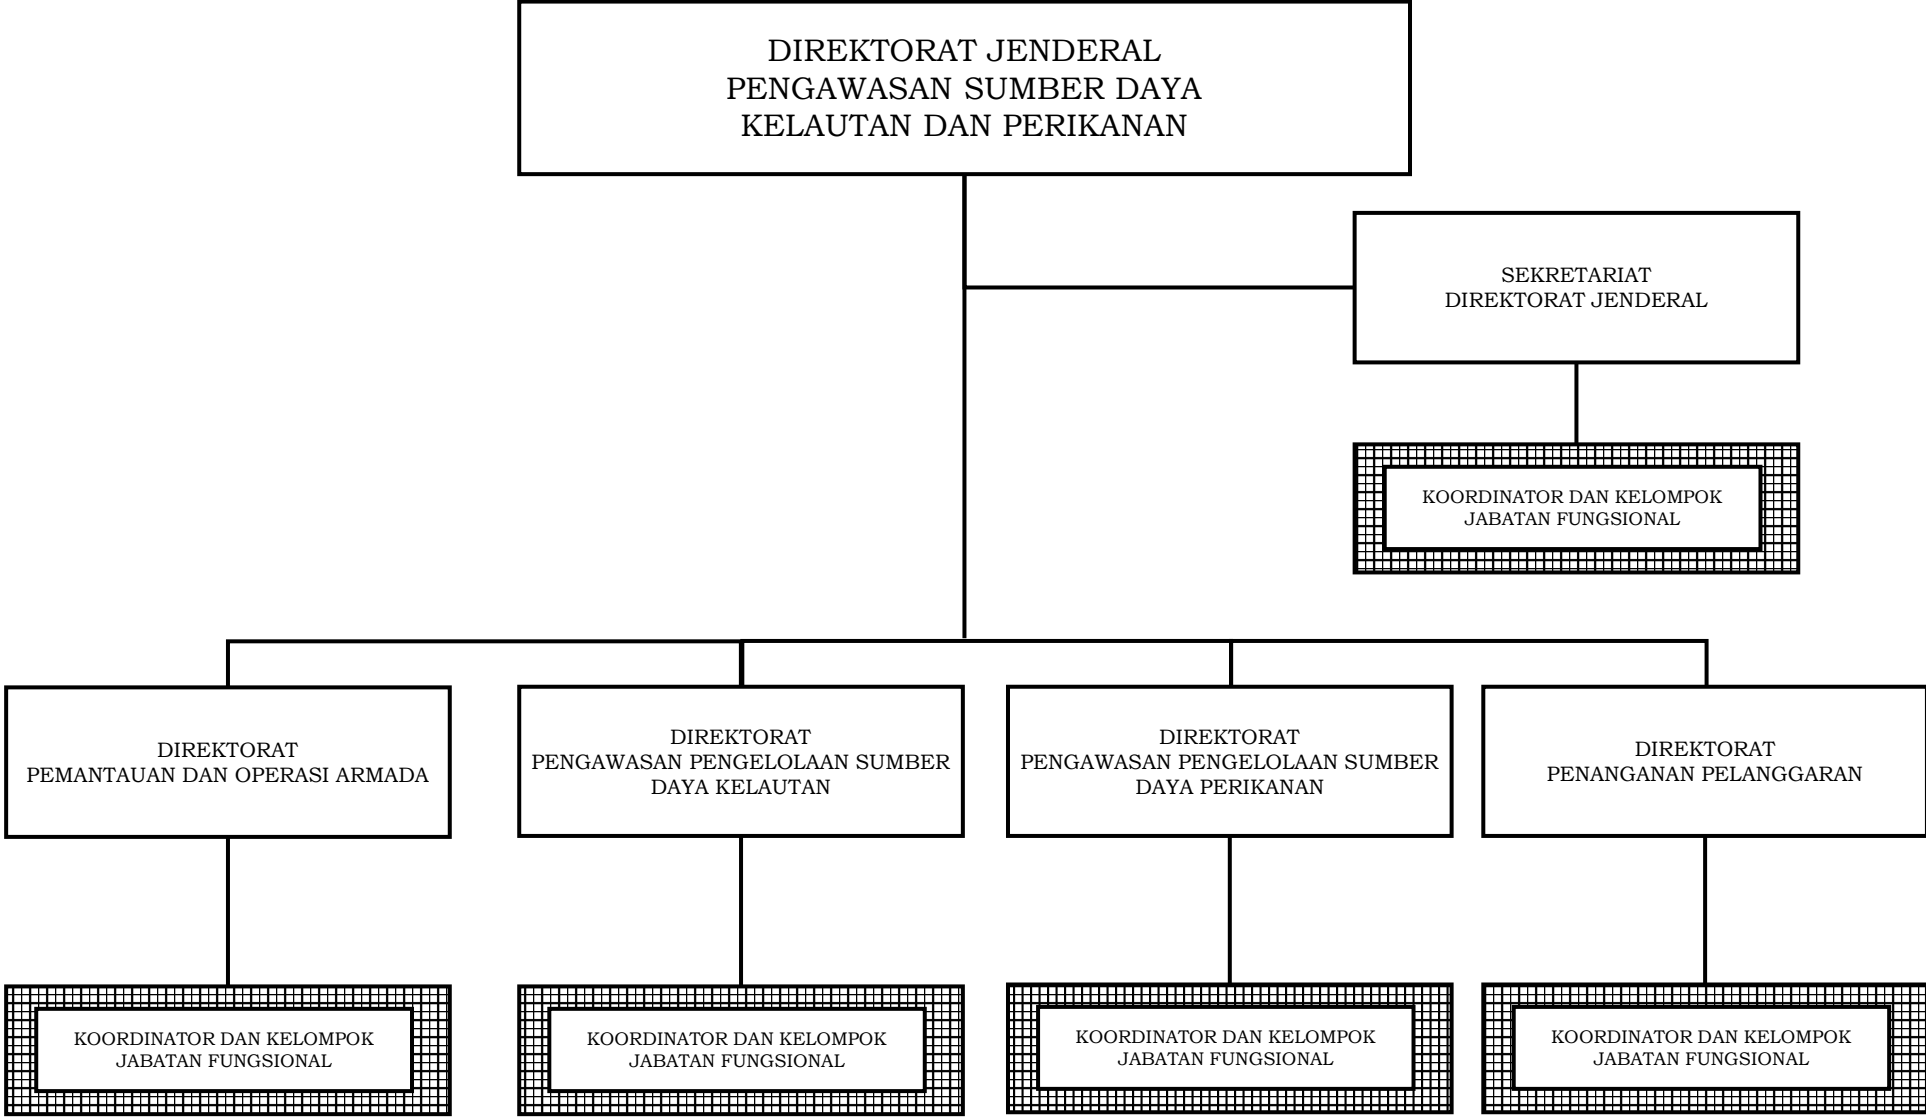 DIREKTORAT JENDERAL
PENGAWASAN SUMBER DAYA
KELAUTAN DAN PERIKANAN
SEKRETARIAT
DIREKTORAT JENDERAL
KOORDINATOR DAN KELOMPOK
JABATAN FUNGSIONAL
DIREKTORAT
PEMANTAUAN DAN OPERASI ARMADA
DIREKTORAT
PENGAWASAN PENGELOLAAN SUMBER
DAYA KELAUTAN
DIREKTORAT
PENGAWASAN PENGELOLAAN SUMBER
DAYA PERIKANAN
DIREKTORAT
PENANGANAN PELANGGARAN
KOORDINATOR DAN KELOMPOK
JABATAN FUNGSIONAL
KOORDINATOR DAN KELOMPOK
JABATAN FUNGSIONAL
KOORDINATOR DAN KELOMPOK
JABATAN FUNGSIONAL
KOORDINATOR DAN KELOMPOK
JABATAN FUNGSIONAL